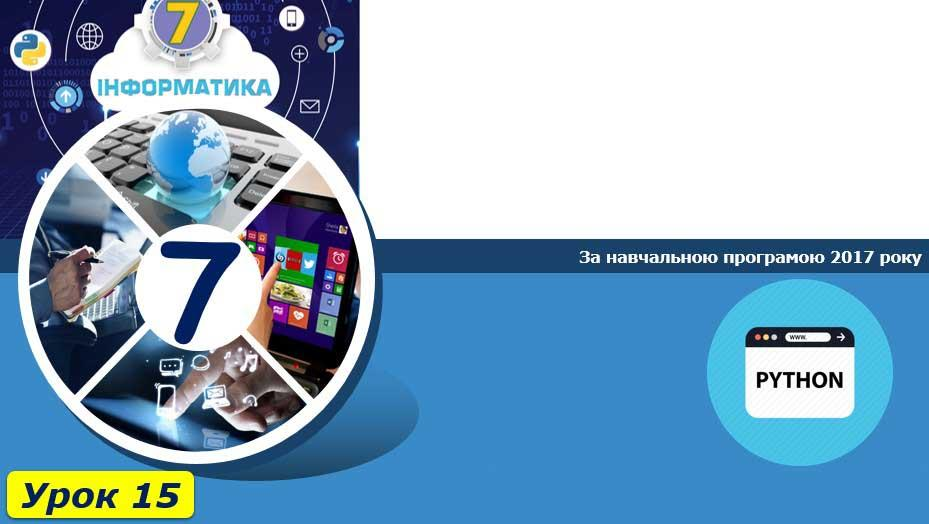 7
ІНФОРМАТИКА
7
За навчальною програмою 2017 року
www.
PYTHON
Урок 15